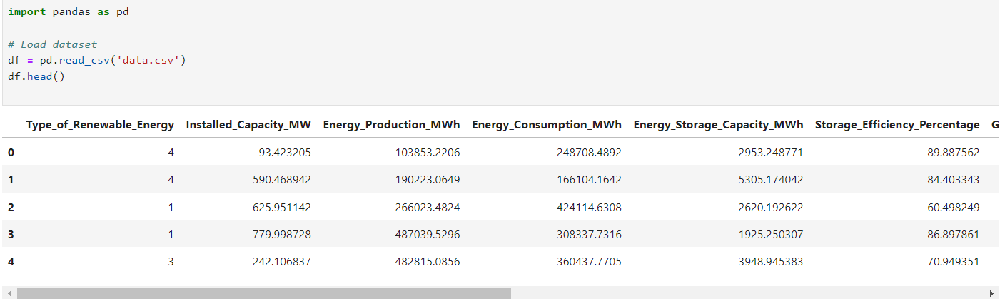 import pandas as pd
# Load dataset
df = pd.read_csv('data.csv')
df.head()
Type_of_Renewable_Energy Installed_Capacity_MW Energy_Production_MWh Energy_Consumption_MWh Energy_Storage_Capacity_MWh Storage_Efficiency_Percentage G
0 4 93.423205 103853.2206 248708.4892 2953.248771 89.887562
1 4 590.468942 190223.0649 166104.1642 5305.174042 84.403343
2 1 625.951142 266023.4824 424114.6308 2620.192622 60.498249
3 1 779.998728 487039.5296 308337.7316 1925.250307 86.897861
4 3 242.106837 482815.0856 360437.7705 3948.945383 70.949351